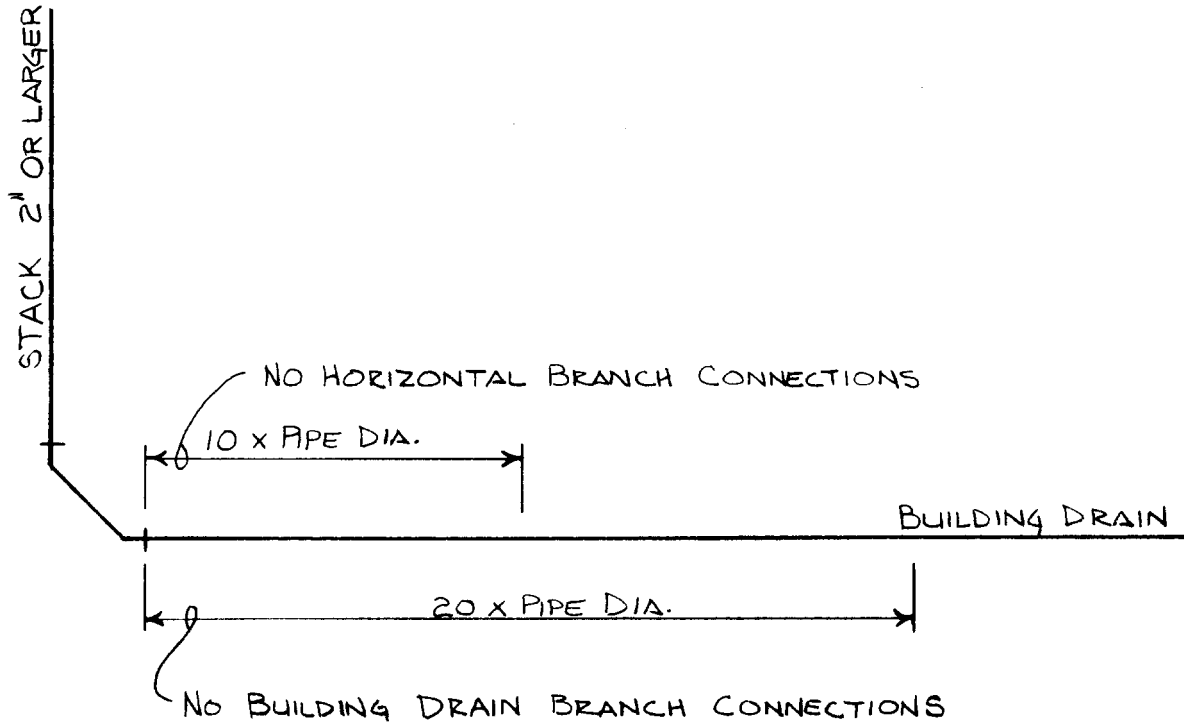 STACK 2" OR LARGER
NO HORIZONTAL BRANCH CONNECTIONS
10 x PIPE DIA.
BUILDING DRAIN
20 x PIPE DIA.
NO BUILDING DRAIN BRANCH CONNECTIONS